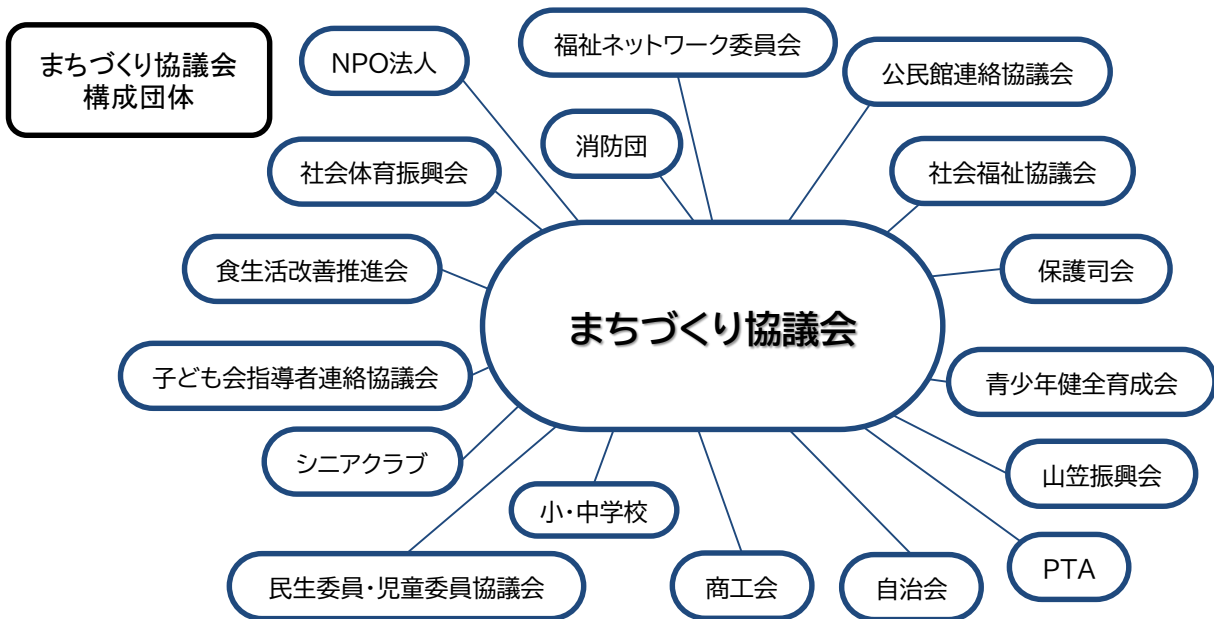 まちづくり協議会
構成団体
NPO法人
福祉ネットワーク委員会
公民館連絡協議会
消防団
社会体育振興会
社会福祉協議会
食生活改善推進会
保護司会
まちづくり協議会
子ども会指導者連絡協議会
青少年健全育成会
シニアクラブ
山笠振興会
小・中学校
PTA
民生委員・児童委員協議会
商工会
自治会